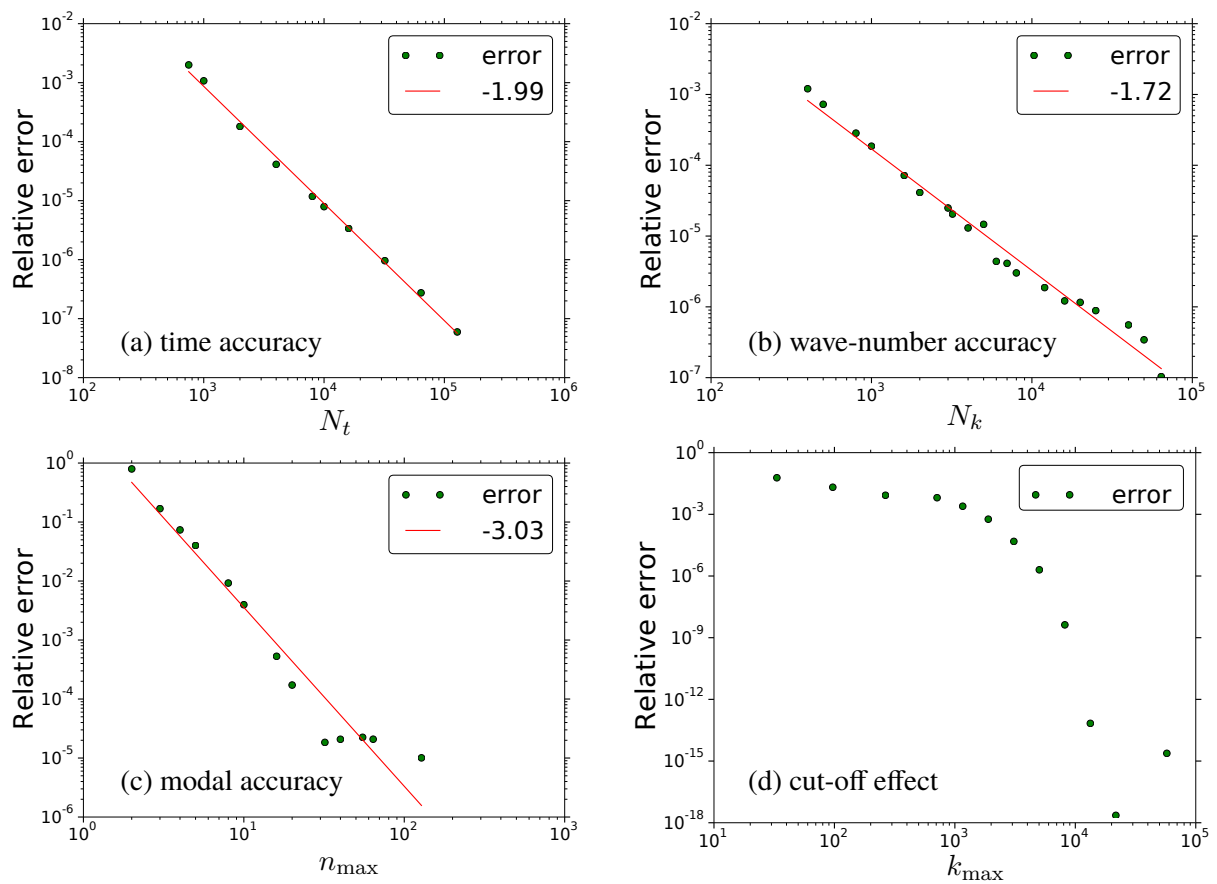 10^-2
10^-3
10^-4
10^-5
10^-6
10^-7
10^-8
Relative error
error
-1.99
(a) time accuracy
10^2 10^3 10^4 10^5 10^6
N_t
10^-2
10^-3
10^-4
10^-5
10^-6
10^-7
Relative error
error
-1.72
(b) wave-number accuracy
10^2 10^3 10^4 10^5
N_k
10^0
10^-1
10^-2
10^-3
10^-4
10^-5
10^-6
Relative error
error
-3.03
(c) modal accuracy
10^0 10^1 10^2 10^3
n_max
10^0
10^-3
10^-6
10^-9
10^-12
10^-15
10^-18
Relative error
error
(d) cut-off effect
10^1 10^2 10^3 10^4 10^5
k_max